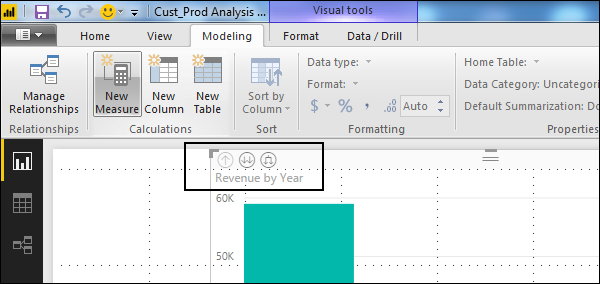 Cust_Prod Analysis ...
Visual tools
Home
Modeling
Format
Data / Drill
Manage
Relationships
New
Measure
New
Column
New
Table
Sort by
Column
Data type:
Format:
$ % , .00 Auto
Home Table:
Data Category: Uncategori
Default Summarization: Do
Relationships
Calculations
Sort
Formatting
Properties
Revenue by Year
60K
50K